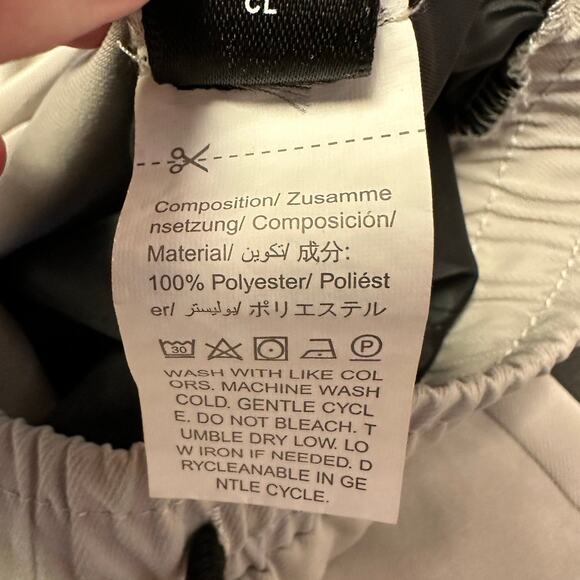 CL
Composition/ Zusamme
nsetzung/ Composición/
Material/ تكوين/ 成分:
100% Polyester/ Poliést
er/ بوليستر/ ポリエステル
30 P
WASH WITH LIKE COL
ORS. MACHINE WASH
COLD. GENTLE CYCL
E. DO NOT BLEACH. T
UMBLE DRY LOW. LO
W IRON IF NEEDED. D
RYCLEANABLE IN GE
NTLE CYCLE.